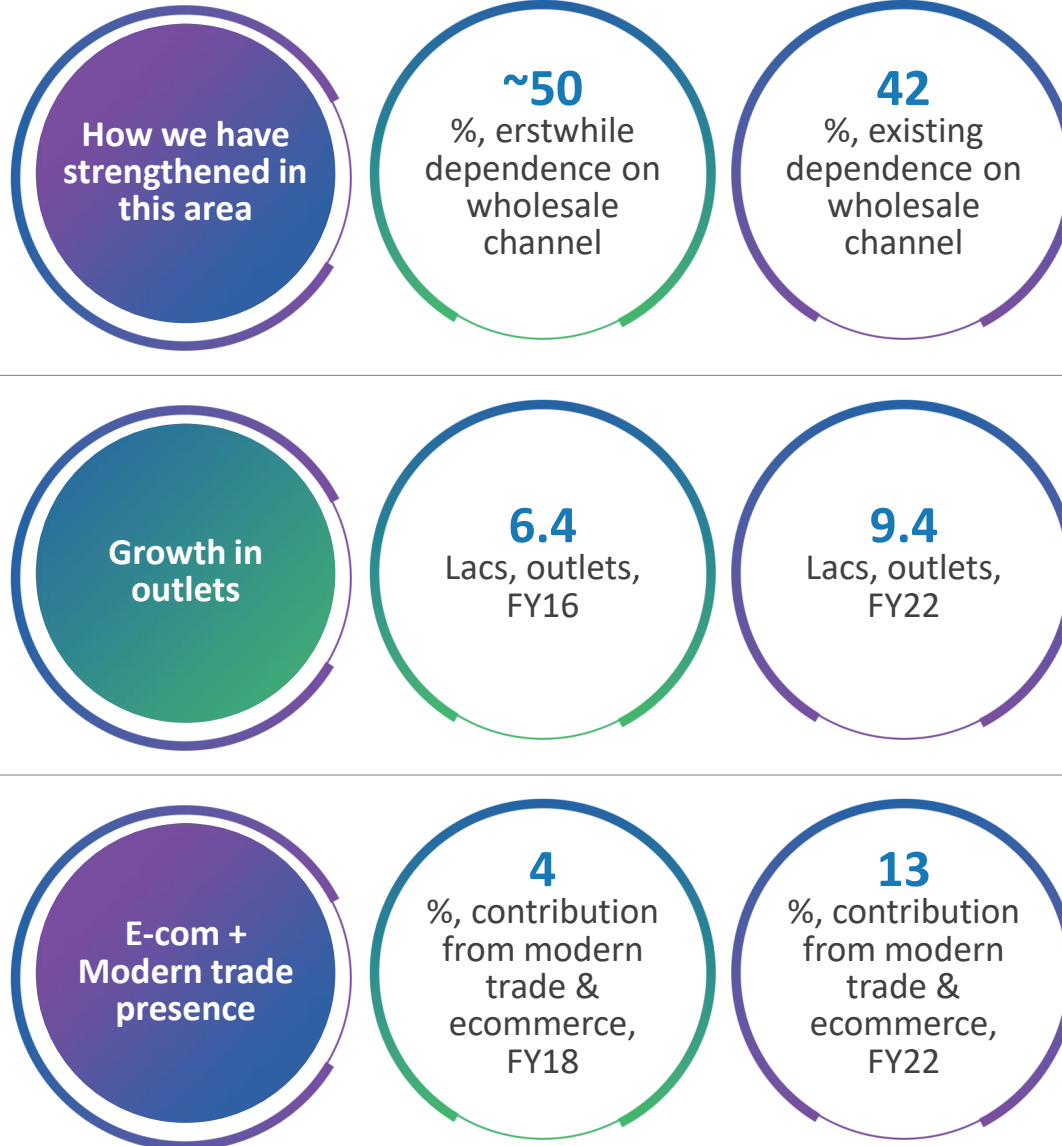 How we have
strengthened in
this area
~50
%, erstwhile
dependence on
wholesale
channel
42
%, existing
dependence on
wholesale
channel
Growth in
outlets
6.4
Lacs, outlets,
FY16
9.4
Lacs, outlets,
FY22
E-com +
Modern trade
presence
4
%, contribution
from modern
trade &
ecommerce,
FY18
13
%, contribution
from modern
trade &
ecommerce,
FY22